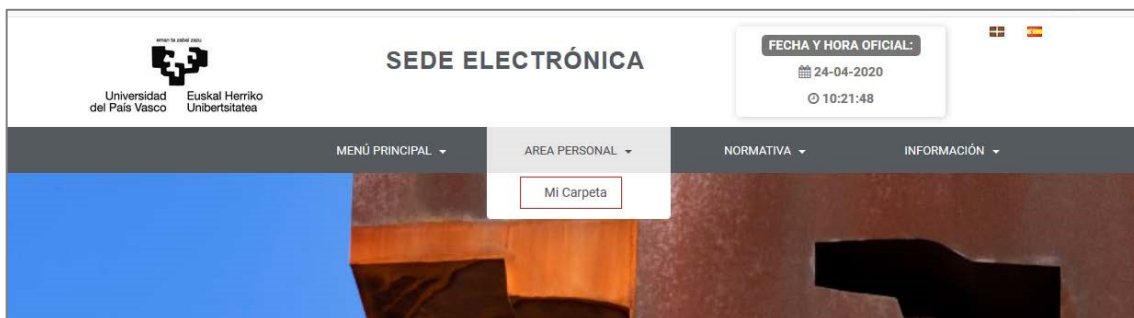 eman ta zabal zazu
Universidad
del País Vasco
Euskal Herriko
Unibertsitatea
SEDE ELECTRÓNICA
FECHA Y HORA OFICIAL:
24-04-2020
10:21:48
MENÚ PRINCIPAL
AREA PERSONAL
NORMATIVA
INFORMACIÓN
Mi Carpeta